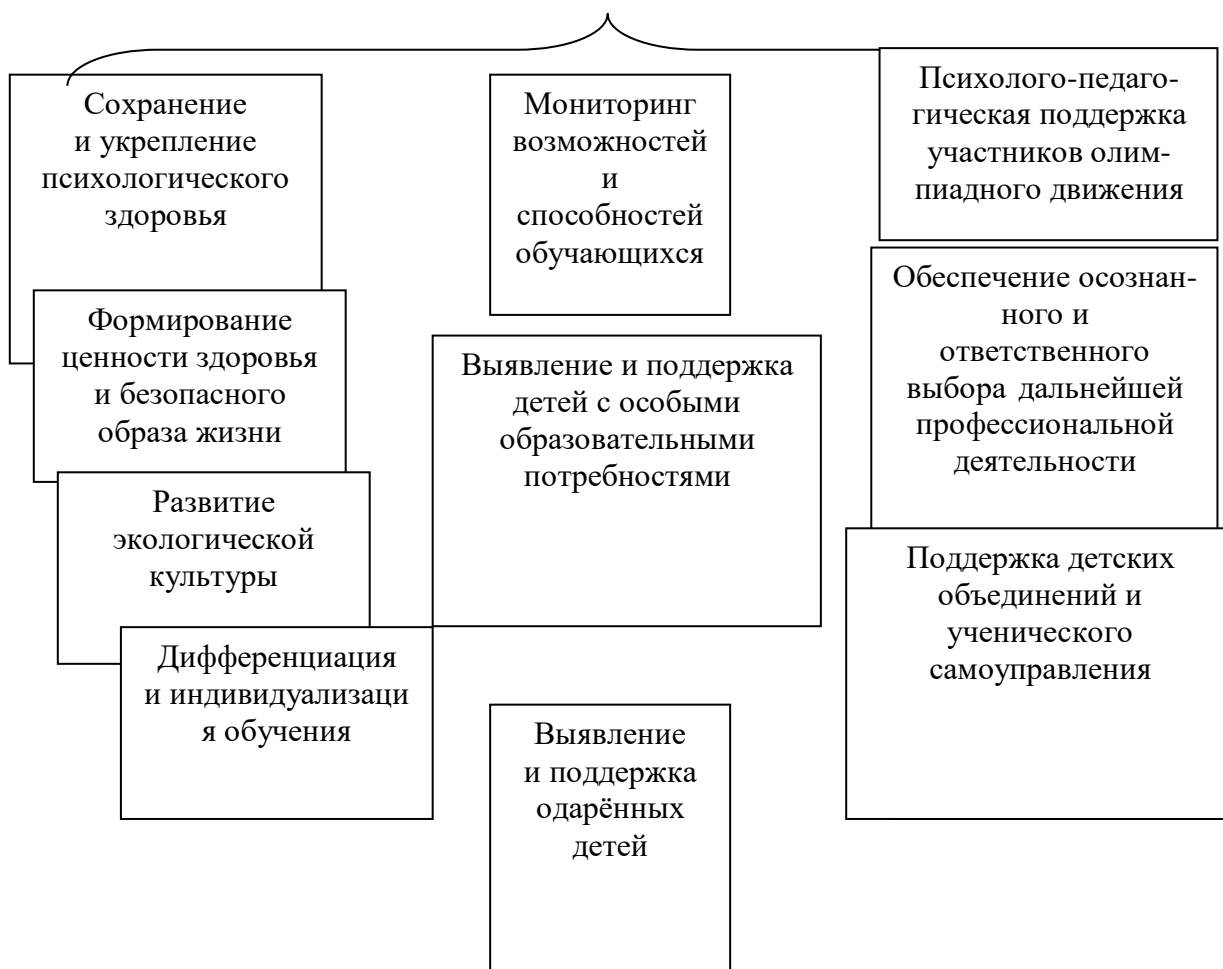 Сохранение
и укрепление
психологического
здоровья
Формирование
ценности здоровья
и безопасного
образа жизни
Развитие
экологической
культуры
Дифференциация
и индивидуализаци
я обучения
Мониторинг
возможностей
и
способностей
обучающихся
Выявление и поддержка
детей с особыми
образовательными
потребностями
Выявление
и поддержка
одарённых
детей
Психолого-педаго-
гическая поддержка
участников олим-
пиадного движения
Обеспечение осознан-
ного и
ответственного
выбора дальнейшей
профессиональной
деятельности
Поддержка детских
объединений и
ученического
самоуправления